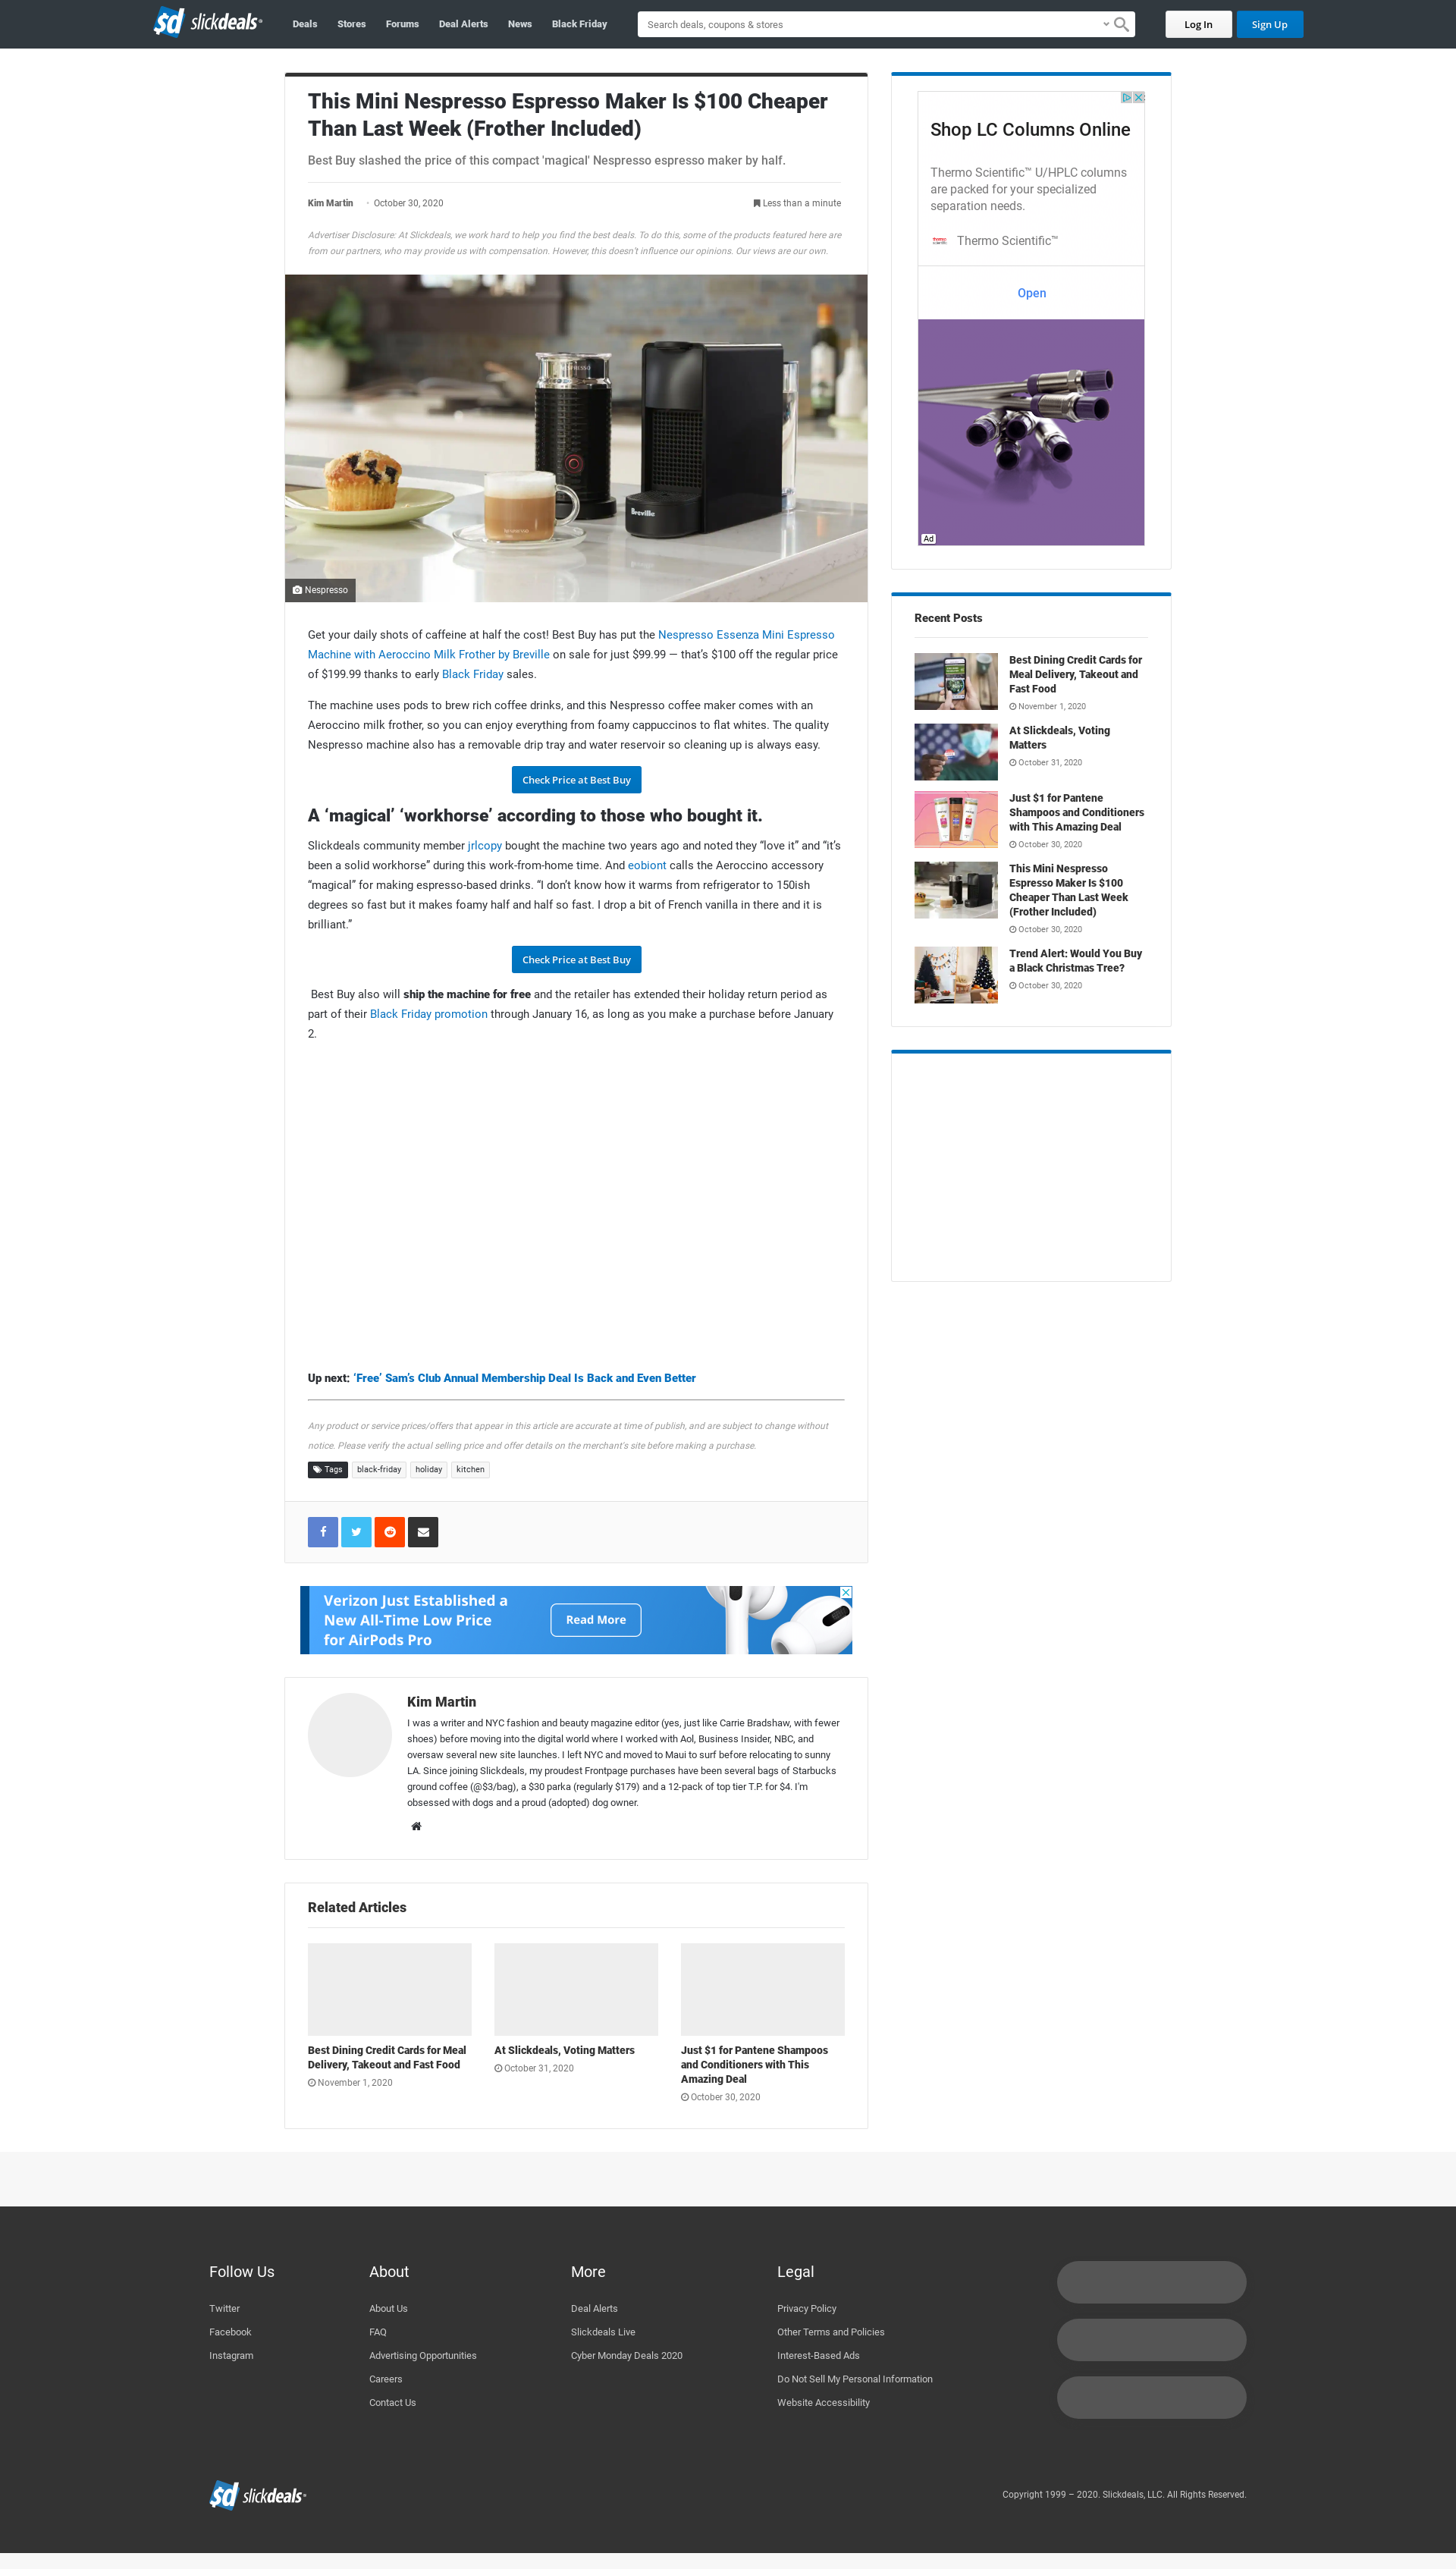 sd slickdeals
Deals
Stores
Forums
Deal Alerts
News
Black Friday
Search deals, coupons & stores
Log In
Sign Up
This Mini Nespresso Espresso Maker Is $100 Cheaper
Than Last Week (Frother Included)
Best Buy slashed the price of this compact 'magical' Nespresso espresso maker by half.
Kim Martin
October 30, 2020
Less than a minute
Advertiser Disclosure: At Slickdeals, we work hard to help you find the best deals. To do this, some of the products featured here are
from our partners, who may provide us with compensation. However, this doesn't influence our opinions. Our views are our own.
NESPRESSO
Breville
Nespresso
Get your daily shots of caffeine at half the cost! Best Buy has put the Nespresso Essenza Mini Espresso
Machine with Aeroccino Milk Frother by Breville on sale for just $99.99 — that’s $100 off the regular price
of $199.99 thanks to early Black Friday sales.
The machine uses pods to brew rich coffee drinks, and this Nespresso coffee maker comes with an
Aeroccino milk frother, so you can enjoy everything from foamy cappuccinos to flat whites. The quality
Nespresso machine also has a removable drip tray and water reservoir so cleaning up is always easy.
Check Price at Best Buy
A ‘magical’ ‘workhorse’ according to those who bought it.
Slickdeals community member jrlcopy bought the machine two years ago and noted they “love it” and “it’s
been a solid workhorse” during this work-from-home time. And eobiont calls the Aeroccino accessory
“magical” for making espresso-based drinks. “I don’t know how it warms from refrigerator to 150ish
degrees so fast but it makes foamy half and half so fast. I drop a bit of French vanilla in there and it is
brilliant.”
Check Price at Best Buy
Best Buy also will ship the machine for free and the retailer has extended their holiday return period as
part of their Black Friday promotion through January 16, as long as you make a purchase before January
2.
Up next: ‘Free’ Sam’s Club Annual Membership Deal Is Back and Even Better
Any product or service prices/offers that appear in this article are accurate at time of publish, and are subject to change without
notice. Please verify the actual selling price and offer details on the merchant's site before making a purchase.
Tags
black-friday
holiday
kitchen
Verizon Just Established a
New All-Time Low Price
for AirPods Pro
Read More
Kim Martin
I was a writer and NYC fashion and beauty magazine editor (yes, just like Carrie Bradshaw, with fewer
shoes) before moving into the digital world where I worked with Aol, Business Insider, NBC, and
oversaw several new site launches. I left NYC and moved to Maui to surf before relocating to sunny
LA. Since joining Slickdeals, my proudest Frontpage purchases have been several bags of Starbucks
ground coffee (@$3/bag), a $30 parka (regularly $179) and a 12-pack of top tier T.P. for $4. I'm
obsessed with dogs and a proud (adopted) dog owner.
Related Articles
Best Dining Credit Cards for Meal
Delivery, Takeout and Fast Food
November 1, 2020
At Slickdeals, Voting Matters
October 31, 2020
Just $1 for Pantene Shampoos
and Conditioners with This
Amazing Deal
October 30, 2020
Shop LC Columns Online
Thermo Scientific™ U/HPLC columns
are packed for your specialized
separation needs.
Thermo Scientific™
Open
Ad
Recent Posts
Best Dining Credit Cards for
Meal Delivery, Takeout and
Fast Food
November 1, 2020
At Slickdeals, Voting
Matters
October 31, 2020
Just $1 for Pantene
Shampoos and Conditioners
with This Amazing Deal
October 30, 2020
This Mini Nespresso
Espresso Maker Is $100
Cheaper Than Last Week
(Frother Included)
October 30, 2020
Trend Alert: Would You Buy
a Black Christmas Tree?
October 30, 2020
Follow Us
Twitter
Facebook
Instagram
About
About Us
FAQ
Advertising Opportunities
Careers
Contact Us
More
Deal Alerts
Slickdeals Live
Cyber Monday Deals 2020
Legal
Privacy Policy
Other Terms and Policies
Interest-Based Ads
Do Not Sell My Personal Information
Website Accessibility
sd slickdeals
Copyright 1999 – 2020. Slickdeals, LLC. All Rights Reserved.